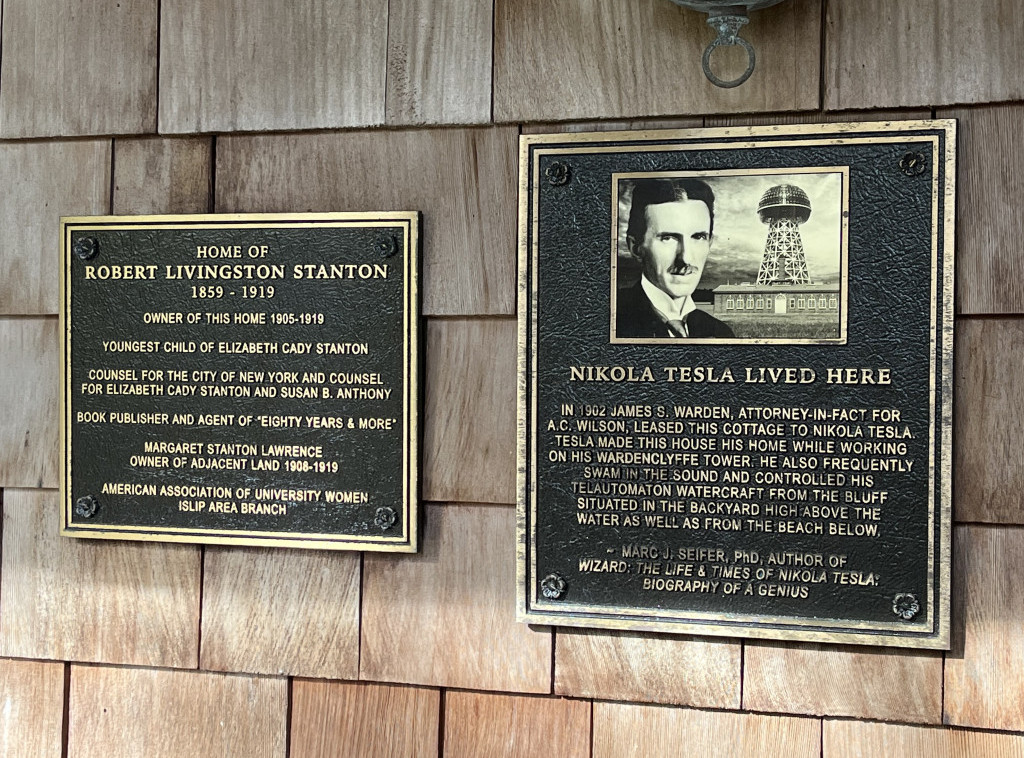 HOME OF
ROBERT LIVINGSTON STANTON
1859 - 1919
OWNER OF THIS HOME 1905-1919
YOUNGEST CHILD OF ELIZABETH CADY STANTON
COUNSEL FOR THE CITY OF NEW YORK AND COUNSEL
FOR ELIZABETH CADY STANTON AND SUSAN B. ANTHONY
BOOK PUBLISHER AND AGENT OF "EIGHTY YEARS & MORE"
MARGARET STANTON LAWRENCE
OWNER OF ADJACENT LAND 1908-1919
AMERICAN ASSOCIATION OF UNIVERSITY WOMEN
ISLIP AREA BRANCH
NIKOLA TESLA LIVED HERE
IN 1902 JAMES S. WARDEN, ATTORNEY-IN-FACT FOR
A.C. WILSON, LEASED THIS COTTAGE TO NIKOLA TESLA.
TESLA MADE THIS HOUSE HIS HOME WHILE WORKING
ON HIS WARDENCLYFFE TOWER. HE ALSO FREQUENTLY
SWAM IN THE SOUND AND CONTROLLED HIS
TELAUTOMATON WATERCRAFT FROM THE BLUFF
SITUATED IN THE BACKYARD HIGH ABOVE THE
WATER AS WELL AS FROM THE BEACH BELOW.
~ MARC J. SEIFER, PhD, AUTHOR OF
WIZARD: THE LIFE & TIMES OF NIKOLA TESLA:
BIOGRAPHY OF A GENIUS